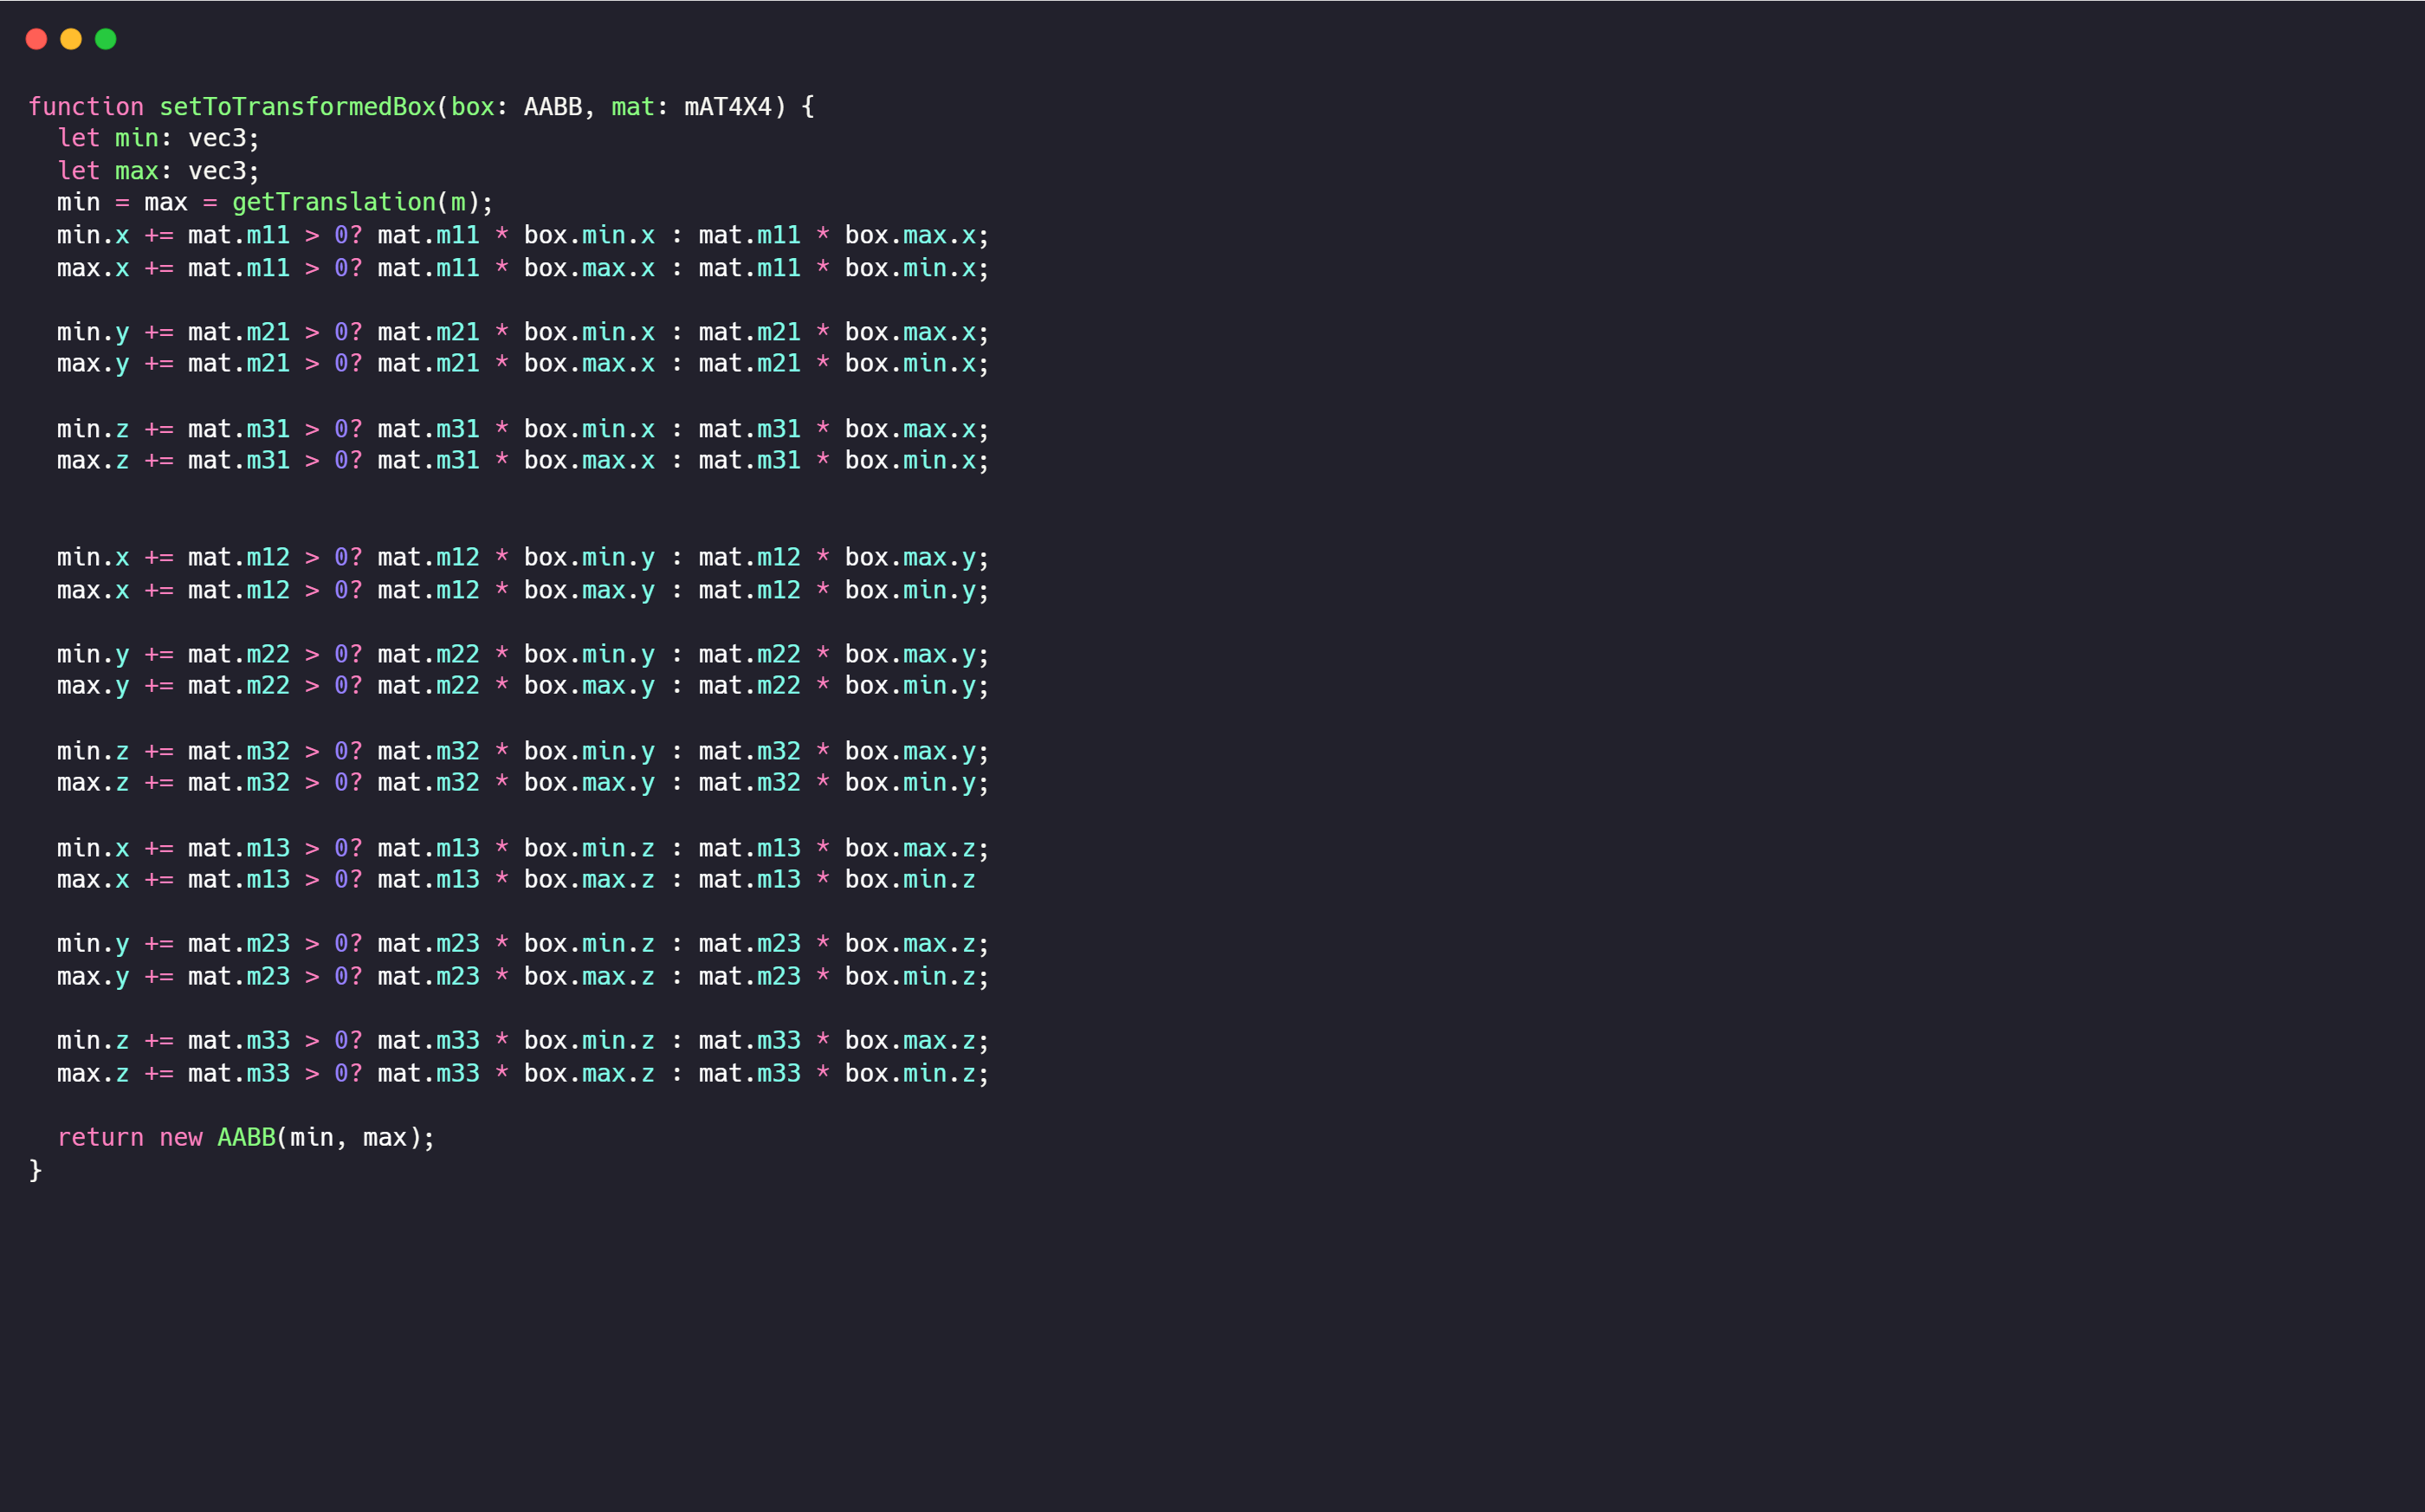 function setToTransformedBox(box: AABB, mat: mAT4X4) {
  let min: vec3;
  let max: vec3;
  min = max = getTranslation(m);
  min.x += mat.m11 > 0? mat.m11 * box.min.x : mat.m11 * box.max.x;
  max.x += mat.m11 > 0? mat.m11 * box.max.x : mat.m11 * box.min.x;

  min.y += mat.m21 > 0? mat.m21 * box.min.x : mat.m21 * box.max.x;
  max.y += mat.m21 > 0? mat.m21 * box.max.x : mat.m21 * box.min.x;

  min.z += mat.m31 > 0? mat.m31 * box.min.x : mat.m31 * box.max.x;
  max.z += mat.m31 > 0? mat.m31 * box.max.x : mat.m31 * box.min.x;


  min.x += mat.m12 > 0? mat.m12 * box.min.y : mat.m12 * box.max.y;
  max.x += mat.m12 > 0? mat.m12 * box.max.y : mat.m12 * box.min.y;

  min.y += mat.m22 > 0? mat.m22 * box.min.y : mat.m22 * box.max.y;
  max.y += mat.m22 > 0? mat.m22 * box.max.y : mat.m22 * box.min.y;

  min.z += mat.m32 > 0? mat.m32 * box.min.y : mat.m32 * box.max.y;
  max.z += mat.m32 > 0? mat.m32 * box.max.y : mat.m32 * box.min.y;

  min.x += mat.m13 > 0? mat.m13 * box.min.z : mat.m13 * box.max.z;
  max.x += mat.m13 > 0? mat.m13 * box.max.z : mat.m13 * box.min.z

  min.y += mat.m23 > 0? mat.m23 * box.min.z : mat.m23 * box.max.z;
  max.y += mat.m23 > 0? mat.m23 * box.max.z : mat.m23 * box.min.z;

  min.z += mat.m33 > 0? mat.m33 * box.min.z : mat.m33 * box.max.z;
  max.z += mat.m33 > 0? mat.m33 * box.max.z : mat.m33 * box.min.z;

  return new AABB(min, max);
}